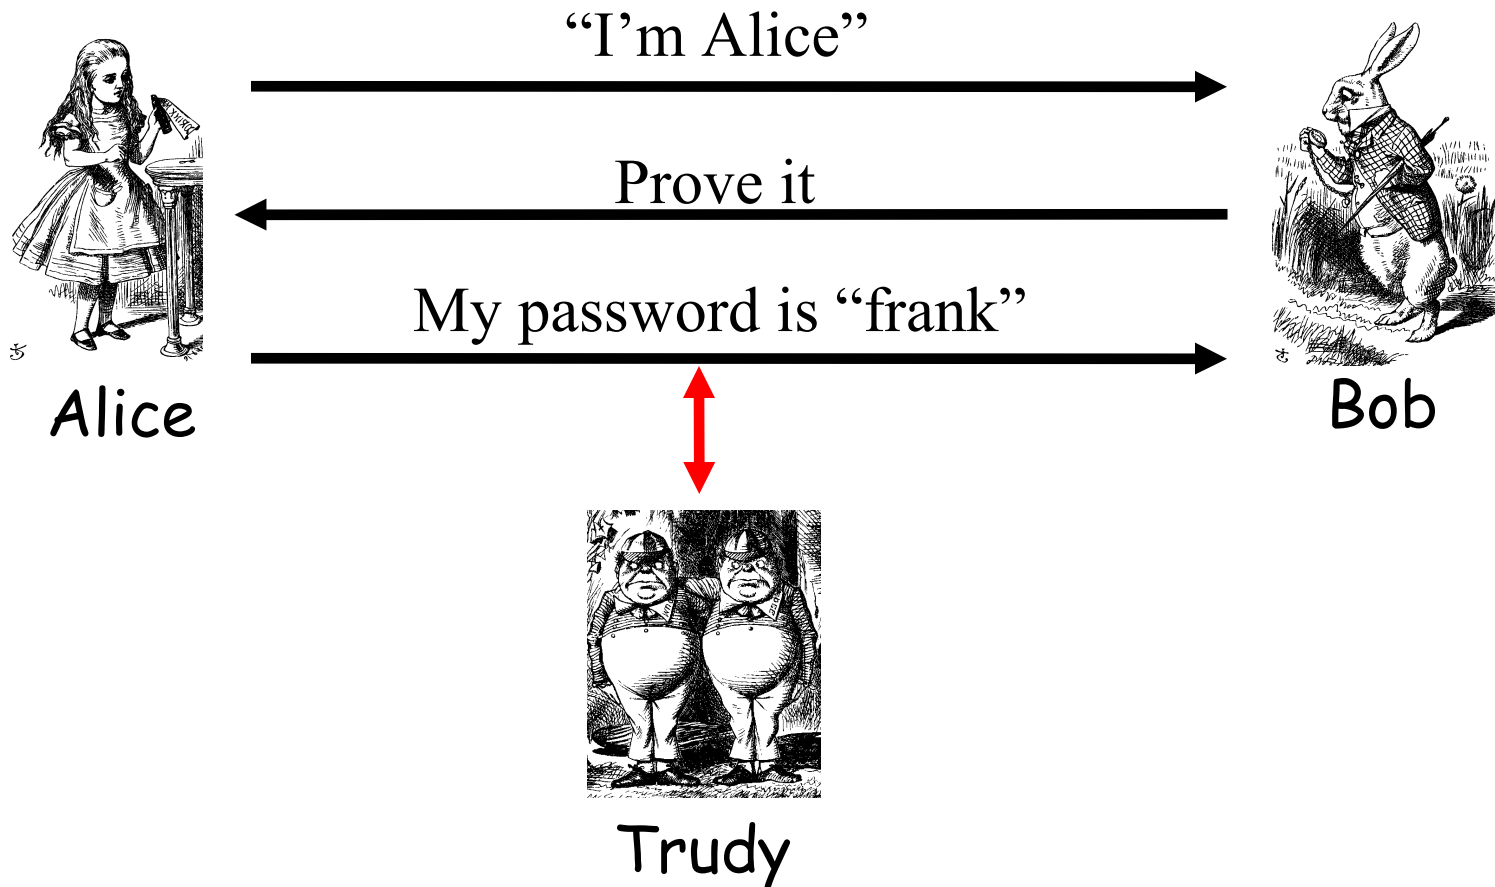 “I’m Alice”
Prove it
My password is “frank”
Alice
Bob
Trudy